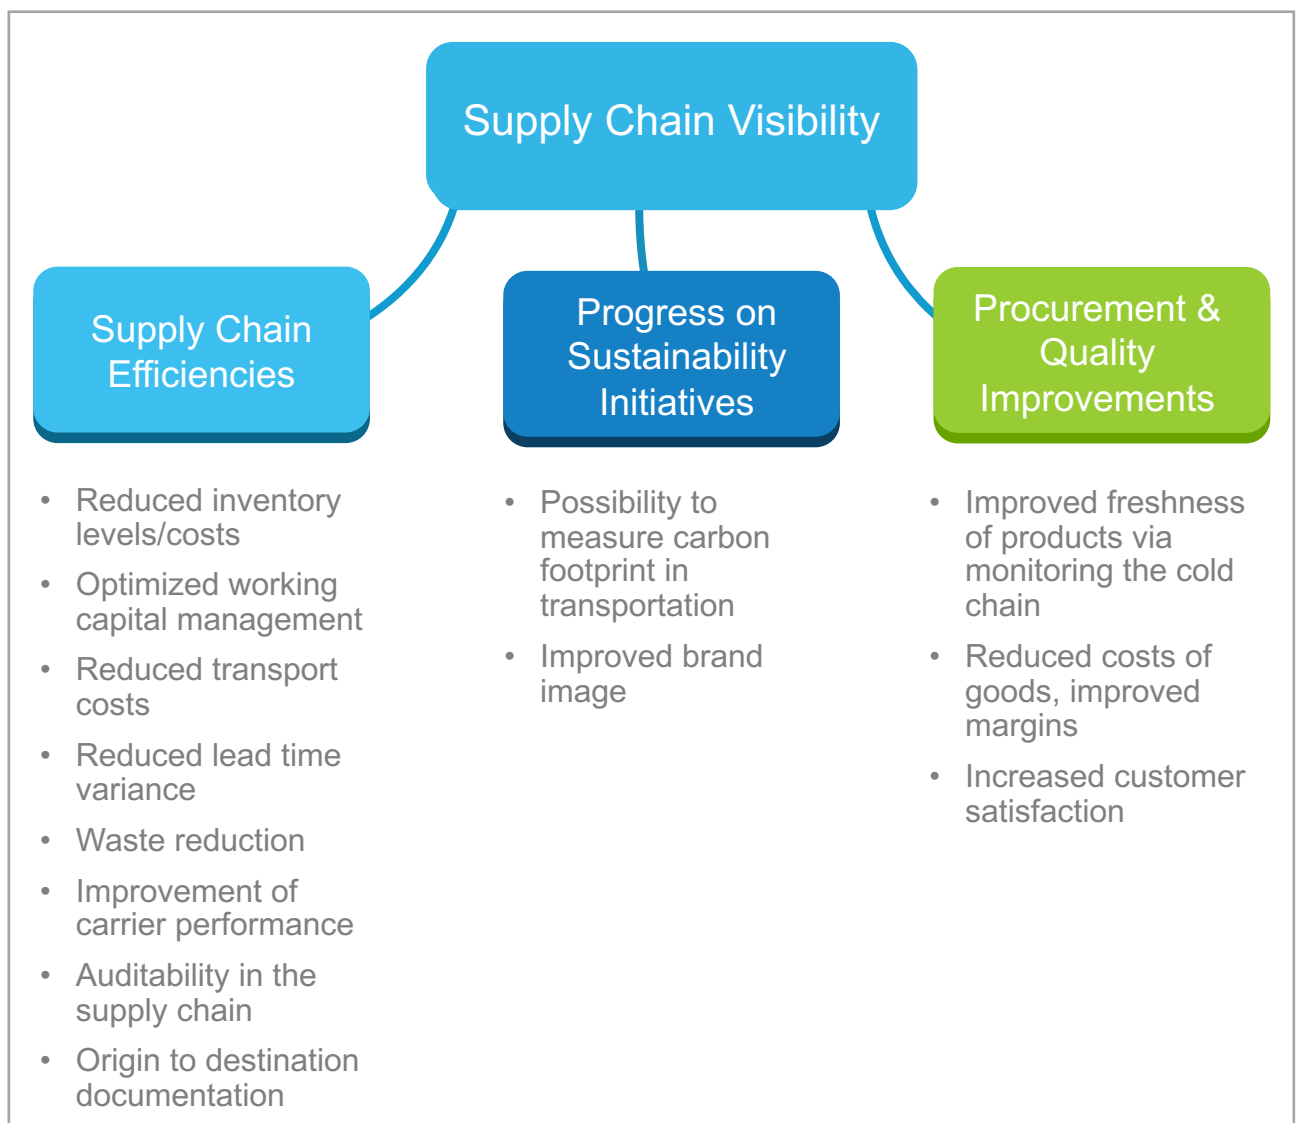 Supply Chain Visibility
Supply Chain
Efficiencies
• Reduced inventory
levels/costs
• Optimized working
capital management
• Reduced transport
costs
• Reduced lead time
variance
• Waste reduction
• Improvement of
carrier performance
• Auditability in the
supply chain
• Origin to destination
documentation
Progress on
Sustainability
Initiatives
• Possibility to
measure carbon
footprint in
transportation
• Improved brand
image
Procurement &
Quality
Improvements
• Improved freshness
of products via
monitoring the cold
chain
• Reduced costs of
goods, improved
margins
• Increased customer
satisfaction